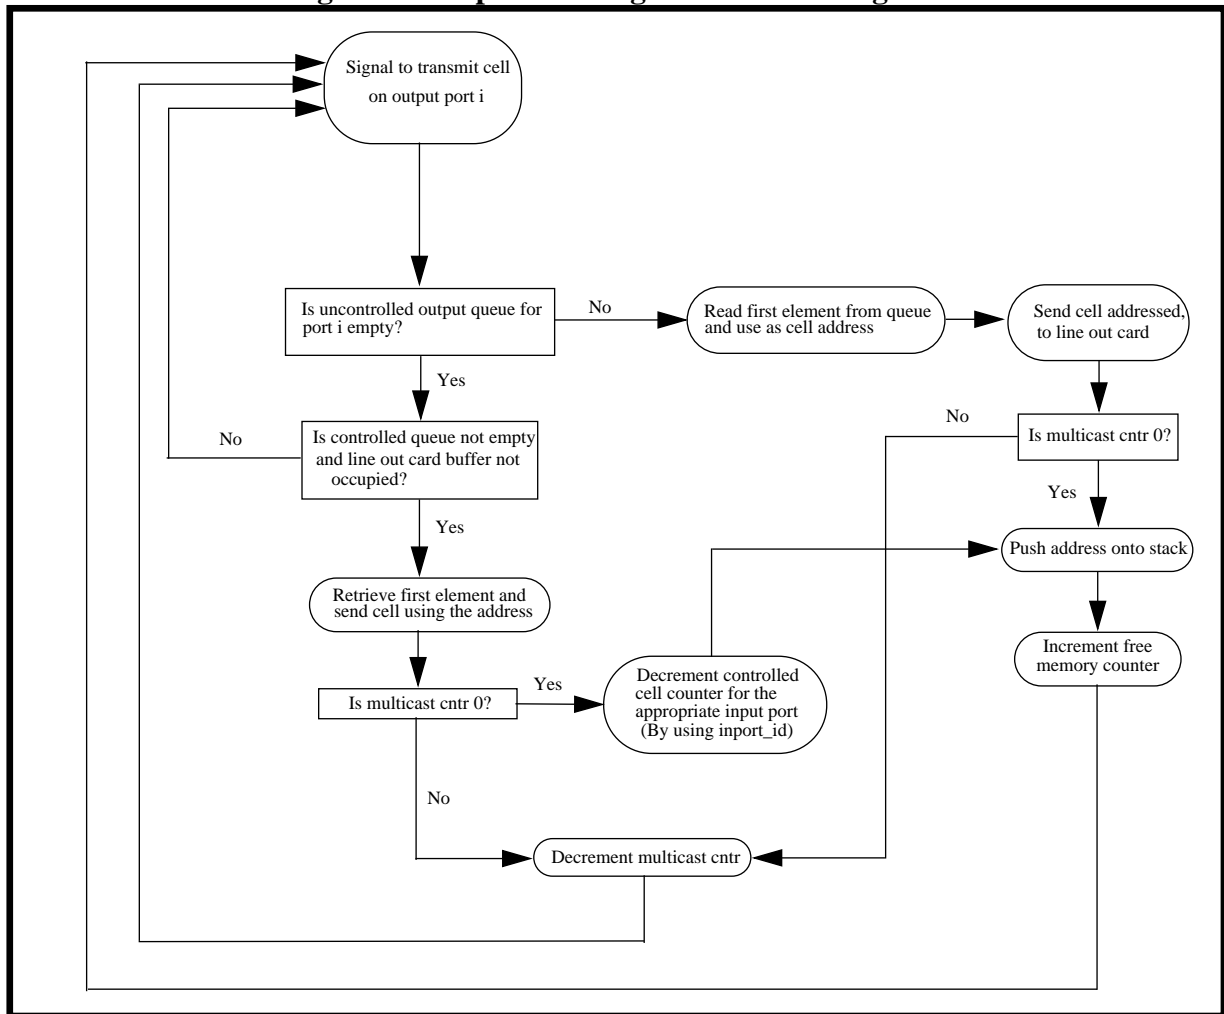 Signal to transmit cell
on output port i
Is uncontrolled output queue for
port i empty?
No
Read first element from queue
and use as cell address
Send cell addressed,
to line out card
Yes
No
Is controlled queue not empty
and line out card buffer not
occupied?
No
Is multicast cntr 0?
Yes
Yes
Push address onto stack
Retrieve first element and
send cell using the address
Increment free
memory counter
Is multicast cntr 0?
Yes
Decrement controlled
cell counter for the
appropriate input port
(By using inport_id)
No
Decrement multicast cntr